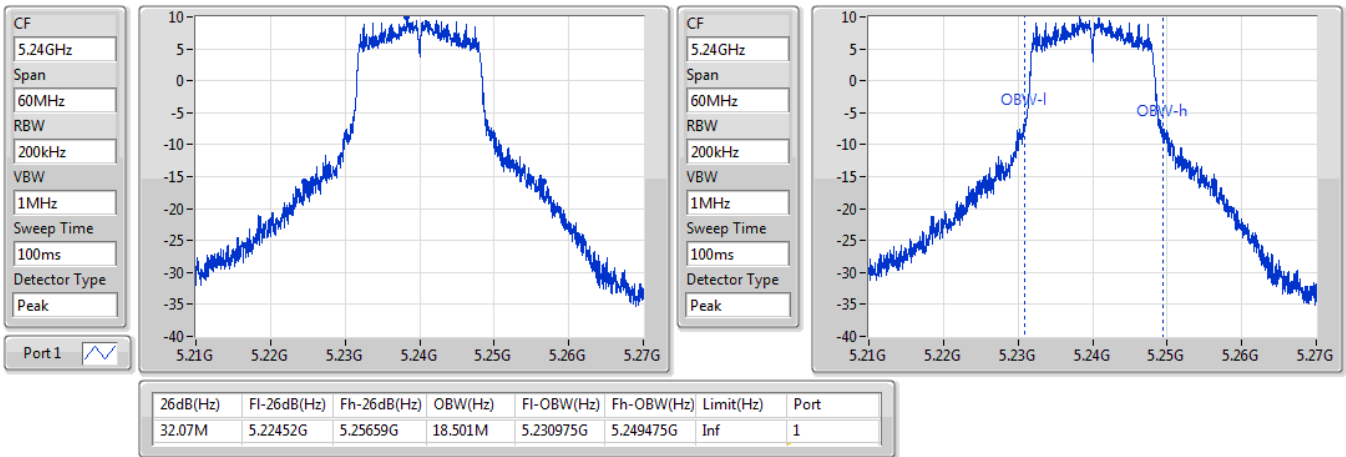 CF
5.24GHz
Span
60MHz
RBW
200kHz
VBW
1MHz
Sweep Time
100ms
Detector Type
Peak
Port 1
10
5
0
-5
-10
-15
-20
-25
-30
-35
-40
5.21G 5.22G 5.23G 5.24G 5.25G 5.26G 5.27G
CF
5.24GHz
Span
60MHz
RBW
200kHz
VBW
1MHz
Sweep Time
100ms
Detector Type
Peak
10
5
0
-5
-10
-15
-20
-25
-30
-35
-40
OBW-l
OBW-h
5.21G 5.22G 5.23G 5.24G 5.25G 5.26G 5.27G
26dB(Hz) Fl-26dB(Hz) Fh-26dB(Hz) OBW(Hz) Fl-OBW(Hz) Fh-OBW(Hz) Limit(Hz) Port
32.07M 5.22452G 5.25659G 18.501M 5.230975G 5.249475G Inf 1